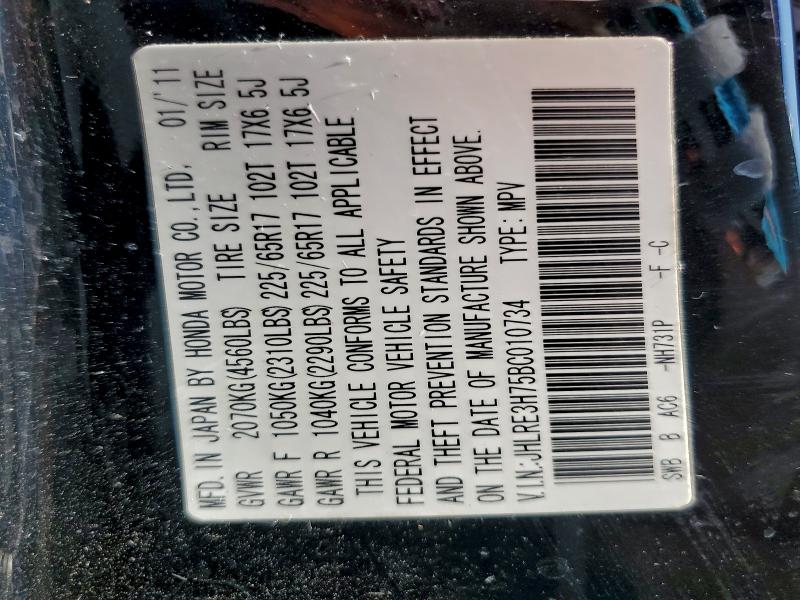 MFD. IN JAPAN BY HONDA MOTOR CO., LTD. 01/'11
GVWR 2070KG(4560LBS) TIRE SIZE RIM SIZE
GAWR F 1050KG(2310LBS) 225/65R17 102T 17X6 5J
GAWR R 1040KG(2290LBS) 225/65R17 102T 17X6 5J
THIS VEHICLE CONFORMS TO ALL APPLICABLE
FEDERAL MOTOR VEHICLE SAFETY
AND THEFT PREVENTION STANDARDS IN EFFECT
ON THE DATE OF MANUFACTURE SHOWN ABOVE.
V.I.N.:JHLRE3H75BC010734 TYPE: MPV
SWB B AC6 -NH731P -F -C